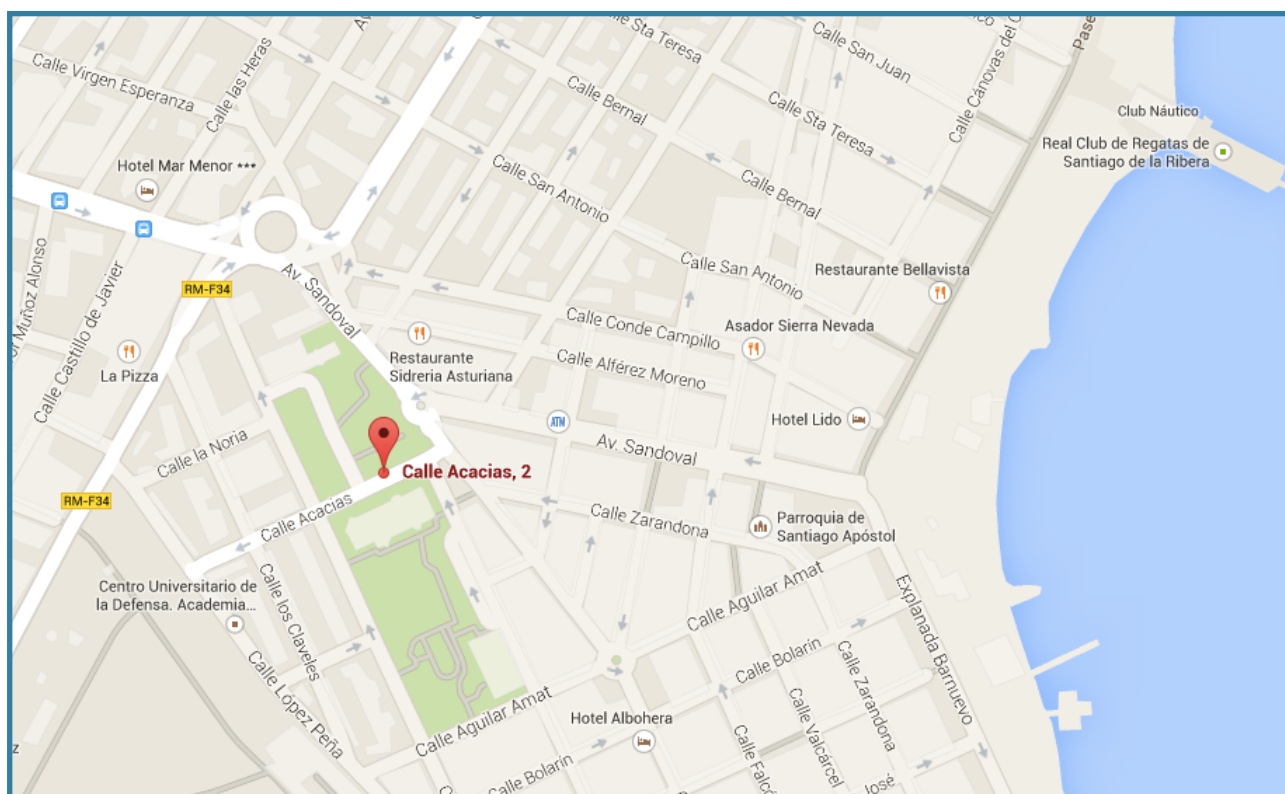 Calle Sta Teresa
Calle San Juan
Calle Cánovas del
Calle las Heras
Calle Virgen Esperanza
Calle Bernal
Calle Sta Teresa
Club Náutico
Real Club de Regatas de
Santiago de la Ribera
Hotel Mar Menor ***
Calle San Antonio
Calle Bernal
Muñoz Alonso
Calle Castillo de Javier
Av. Sandoval
Calle San Antonio
Restaurante Bellavista
RM-F34
Calle Conde Campillo
Asador Sierra Nevada
La Pizza
Restaurante
Sidreria Asturiana
Calle Alférez Moreno
ATM
Hotel Lido
Calle la Noria
Av. Sandoval
Calle Acacias, 2
RM-F34
Calle Acacias
Calle Zarandona
Parroquia de
Santiago Apóstol
Centro Universitario de
la Defensa. Academia...
Calle los Claveles
Calle Aguilar Amat
Explanada Barnuevo
Calle López Peña
Calle Bolarin
Calle Zarandona
Calle Aguilar Amat
Hotel Albohera
Calle Valcárcel
Calle Falcó
Calle Bolarin
José